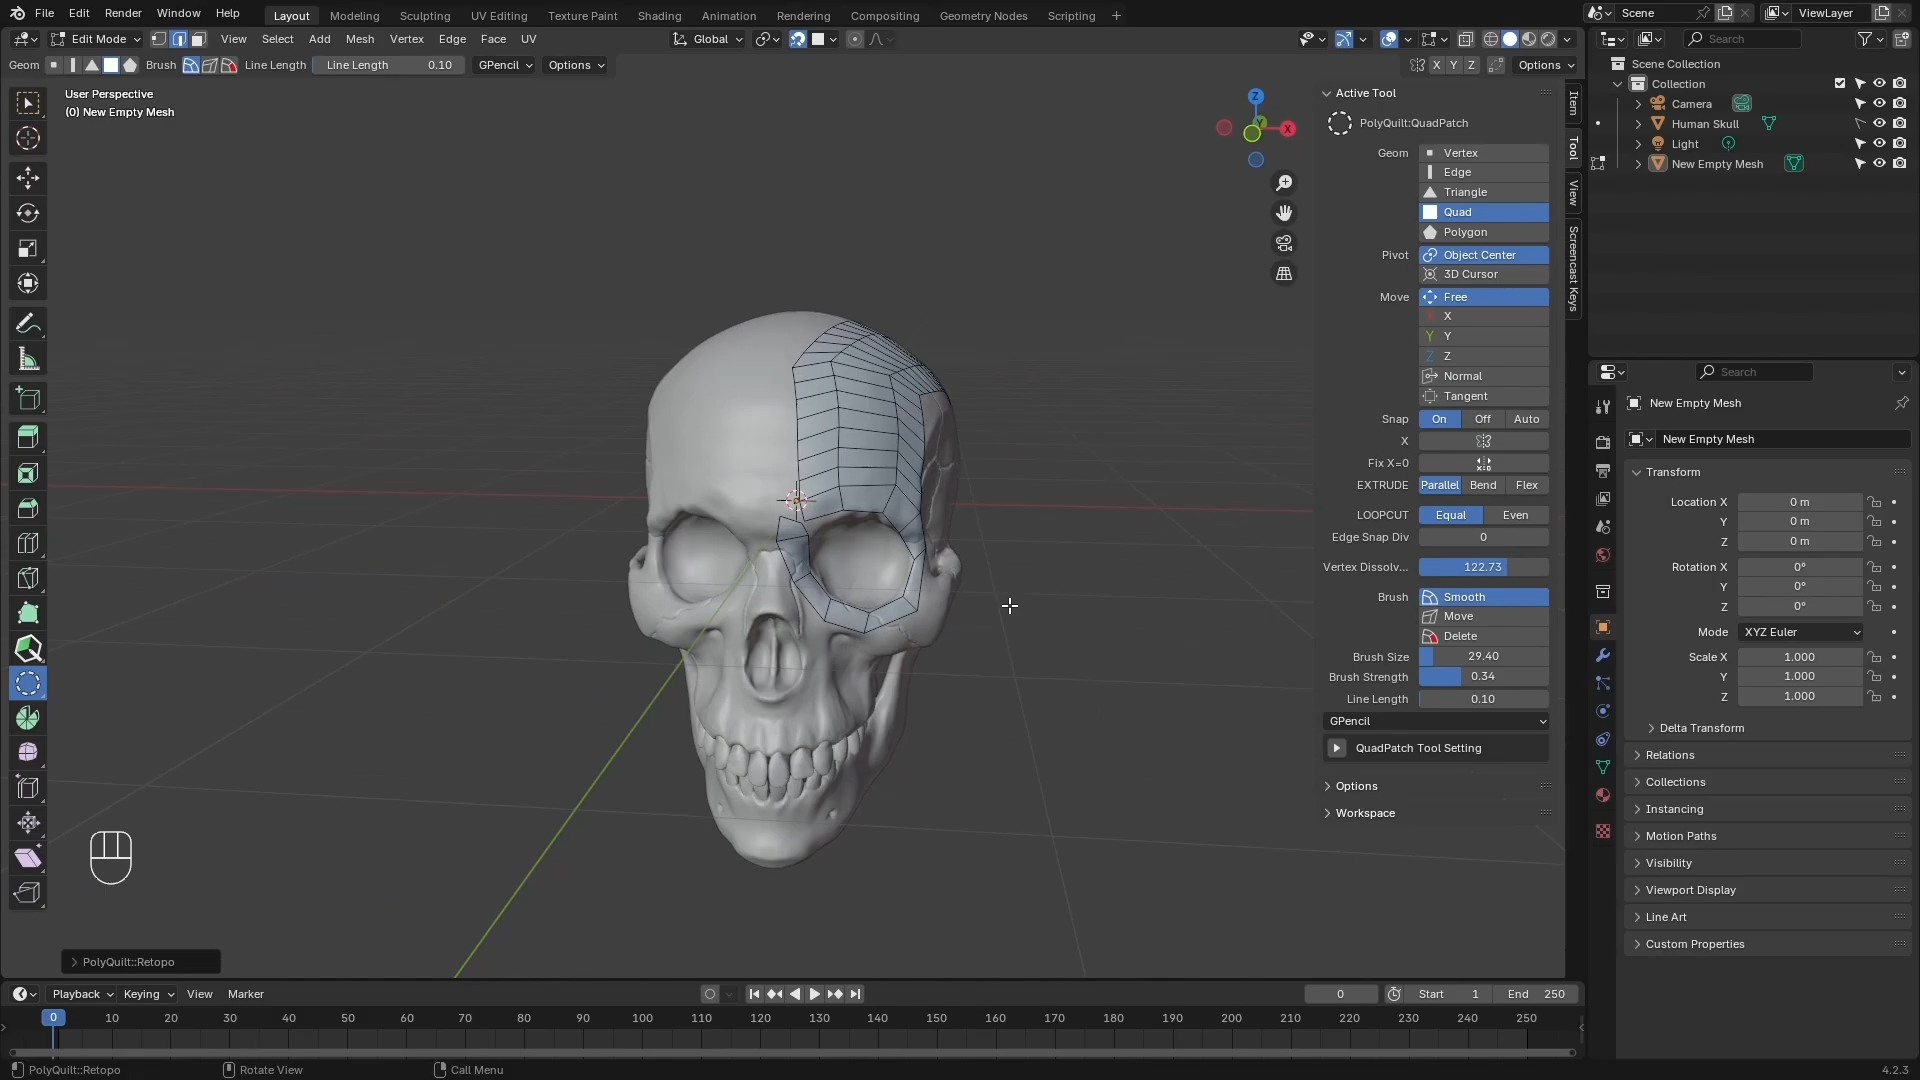 File Edit Render Window Help Layout Modeling Sculpting UV Editing Texture Paint Shading Animation Rendering Compositing Geometry Nodes Scripting + Scene ViewLayer
Edit Mode View Select Add Mesh Vertex Edge Face UV Global Search
Geom Brush Line Length Line Length 0.10 GPencil Options X Y Z Options
User Perspective
(0) New Empty Mesh
Z
X
Active Tool
PolyQuilt:QuadPatch
Geom Vertex
Edge
Triangle
Quad
Polygon
Pivot Object Center
3D Cursor
Move Free
X X
Y Y
Z Z
Normal
Tangent
Snap On Off Auto
X
Fix X=0
EXTRUDE Parallel Bend Flex
LOOPCUT Equal Even
Edge Snap Div 0
Vertex Dissolv... 122.73
Brush Smooth
Move
Delete
Brush Size 29.40
Brush Strength 0.34
Line Length 0.10
GPencil
QuadPatch Tool Setting
Options
Workspace
Item
Tool
View
Screencast Keys
Scene Collection
Collection
Camera
Human Skull
Light
New Empty Mesh
Search
New Empty Mesh
New Empty Mesh
Transform
Location X 0 m
Y 0 m
Z 0 m
Rotation X 0°
Y 0°
Z 0°
Mode XYZ Euler
Scale X 1.000
Y 1.000
Z 1.000
Delta Transform
Relations
Collections
Instancing
Motion Paths
Visibility
Viewport Display
Line Art
Custom Properties
PolyQuilt::Retopo
Playback Keying View Marker 0 Start 1 End 250
0 10 20 30 40 50 60 70 80 90 100 110 120 130 140 150 160 170 180 190 200 210 220 230 240 250
PolyQuilt::Retopo Rotate View Call Menu 4.2.3